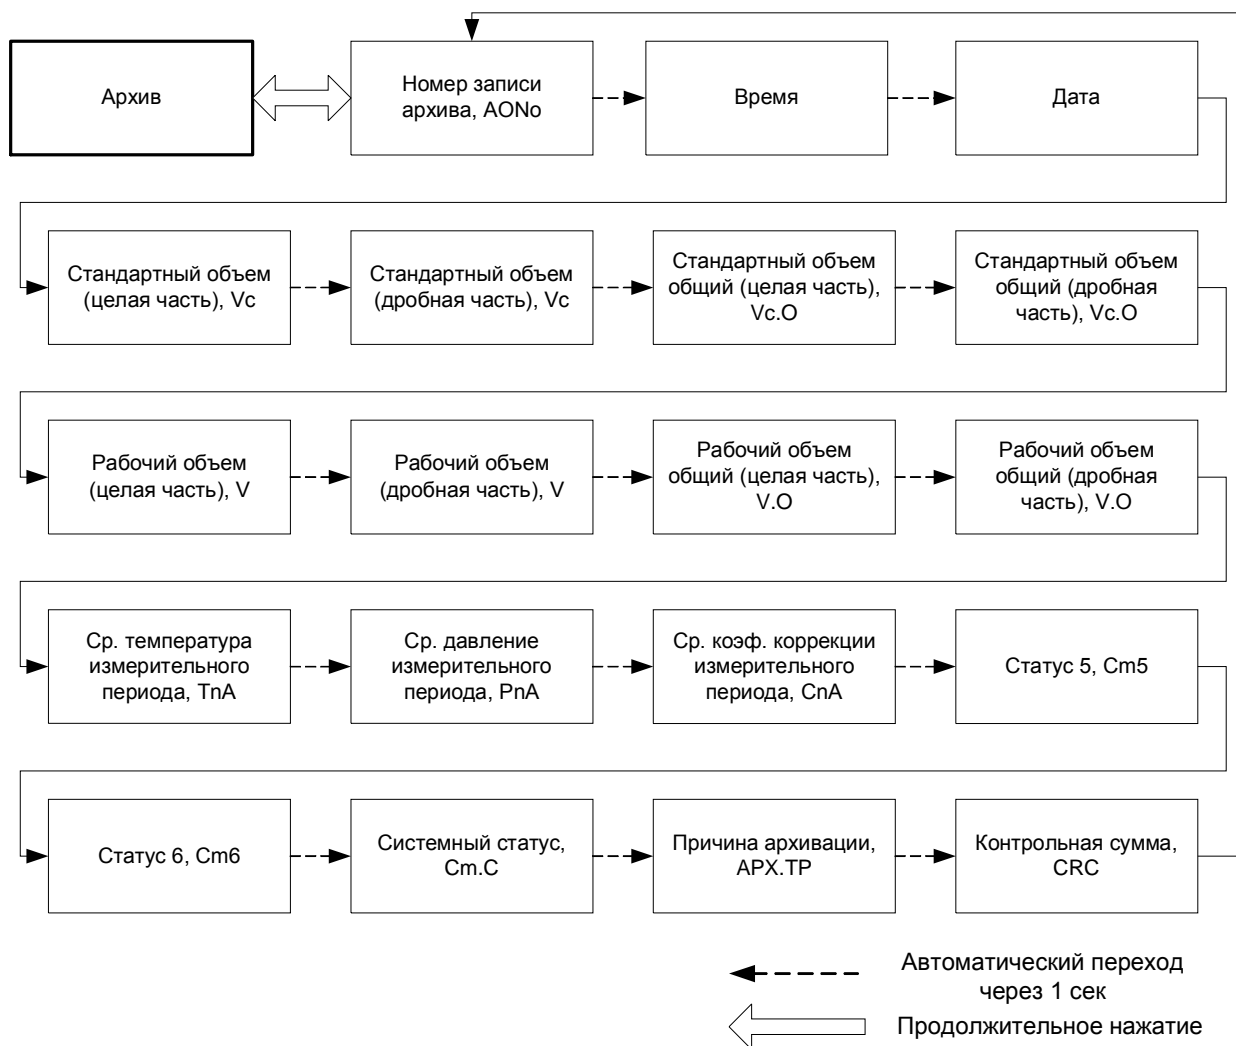 Архив
Номер записи
архива, AONo
Время
Дата
Стандартный объем
(целая часть), Vc
Стандартный объем
(дробная часть), Vc
Стандартный объем
общий (целая часть),
Vc.O
Стандартный объем
общий (дробная
часть), Vc.O
Рабочий объем
(целая часть), V
Рабочий объем
(дробная часть), V
Рабочий объем
общий (целая часть),
V.O
Рабочий объем
общий (дробная
часть), V.O
Ср. температура
измерительного
периода, TnA
Ср. давление
измерительного
периода, PnA
Ср. коэф. коррекции
измерительного
периода, CnA
Статус 5, Cm5
Статус 6, Cm6
Системный статус,
Cm.C
Причина архивации,
APX.TP
Контрольная сумма,
CRC
Автоматический переход
через 1 сек
Продолжительное нажатие